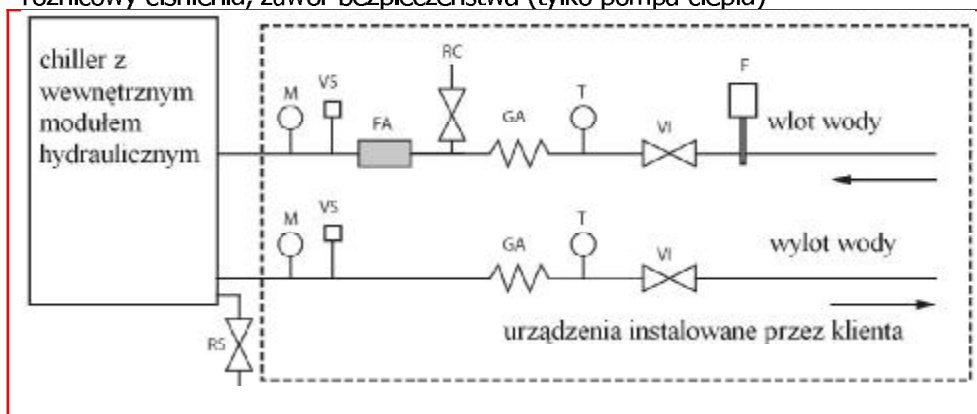 różnicowy ciśnienia, zawór bezpieczeństwa (tylko pompa ciepła)
chiller z
wewnętrznym
modułem
hydraulicznym
M
VS
FA
RC
GA
T
VI
F
wlot wody
M
VS
GA
T
VI
wylot wody
RS
urządzenia instalowane przez klienta